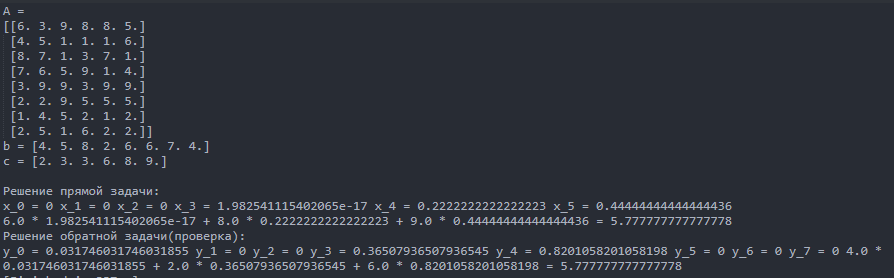 A =
[[6. 3. 9. 8. 8. 5.]
[4. 5. 1. 1. 1. 6.]
[8. 7. 1. 3. 7. 1.]
[7. 6. 5. 9. 1. 4.]
[3. 9. 9. 3. 9. 9.]
[2. 2. 9. 5. 5. 5.]
[1. 4. 5. 2. 1. 2.]
[2. 5. 1. 6. 2. 2.]]
b = [4. 5. 8. 2. 6. 6. 7. 4.]
c = [2. 3. 3. 6. 8. 9.]
Решение прямой задачи:
x_0 = 0 x_1 = 0 x_2 = 0 x_3 = 1.982541115402065e-17 x_4 = 0.2222222222222223 x_5 = 0.44444444444444436
6.0 * 1.982541115402065e-17 + 8.0 * 0.2222222222222223 + 9.0 * 0.44444444444444436 = 5.777777777777778
Решение обратной задачи(проверка):
y_0 = 0.031746031746031855 y_1 = 0 y_2 = 0 y_3 = 0.36507936507936545 y_4 = 0.8201058201058198 y_5 = 0 y_6 = 0 y_7 = 0 4.0 *
0.031746031746031855 + 2.0 * 0.36507936507936545 + 6.0 * 0.8201058201058198 = 5.777777777777778